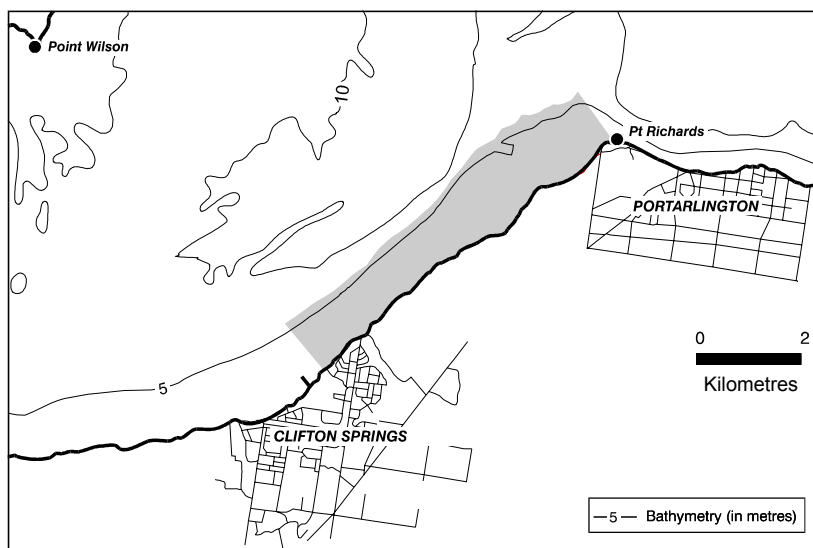 Point Wilson
10
Pt Richards
PORTARLINGTON
0 2
Kilometres
5
CLIFTON SPRINGS
5 Bathymetry (in metres)